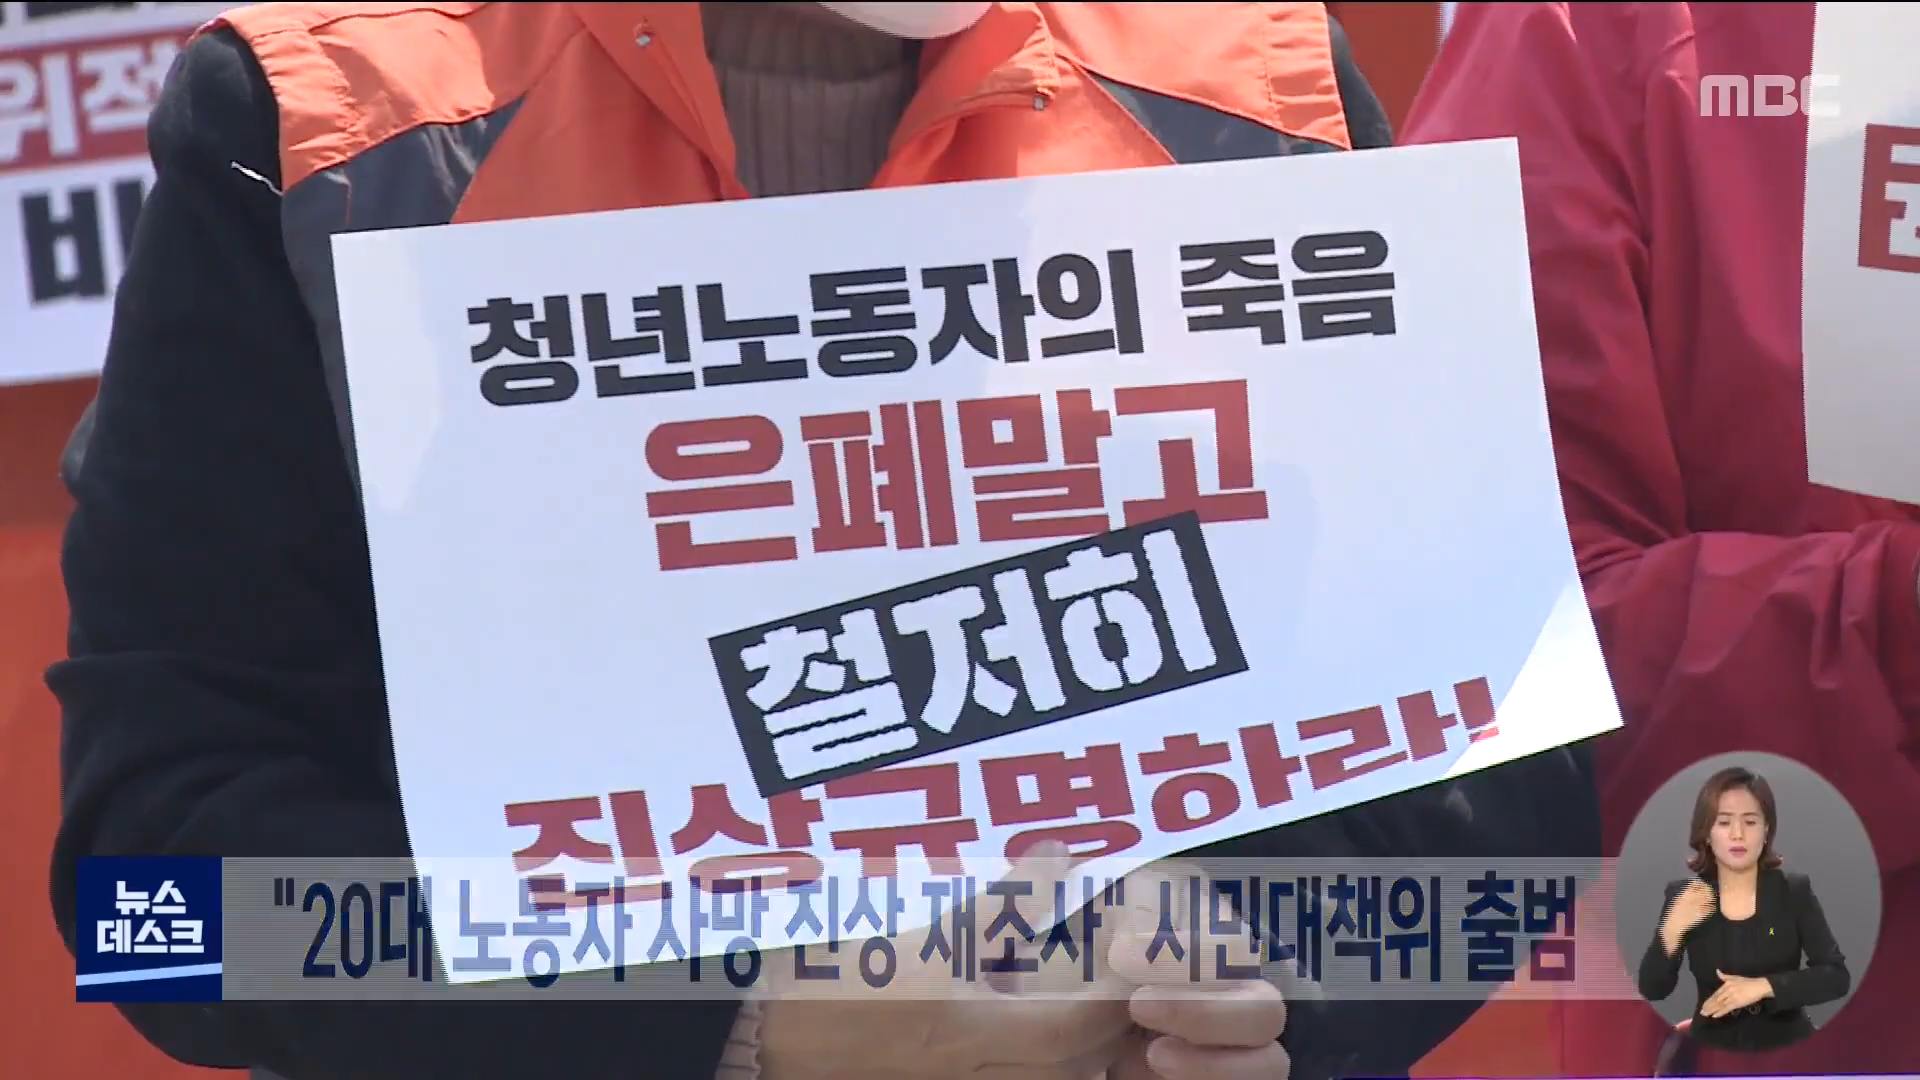 MBC
위적
청년노동자의 죽음
은폐말고
철저히
진상규명하라!
뉴스
데스크
"20대 노동자 사망 진상 재조사" 시민대책위 출범